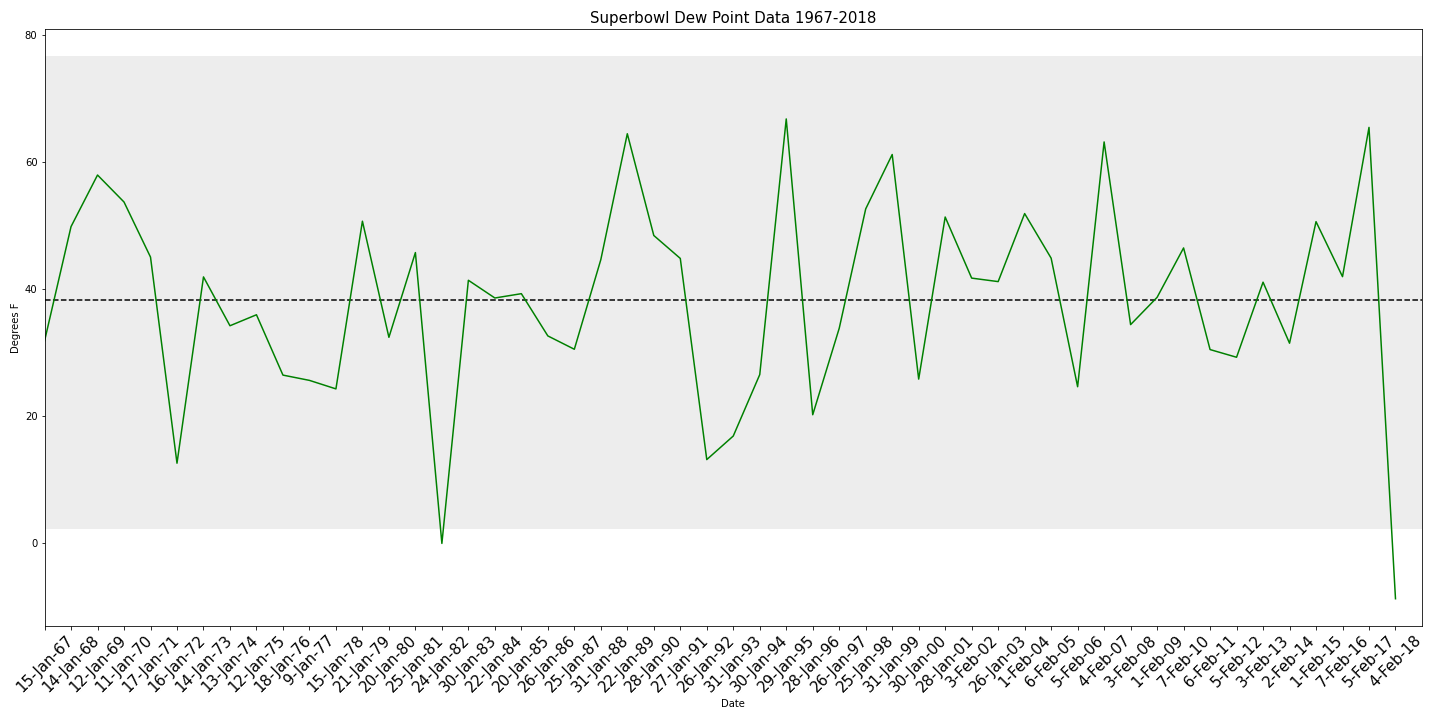 Superbowl Dew Point Data 1967-2018
80
60
40
20
0
Degrees F
15-Jan-67
14-Jan-68
12-Jan-69
11-Jan-70
17-Jan-71
16-Jan-72
14-Jan-73
13-Jan-74
12-Jan-75
18-Jan-76
9-Jan-77
15-Jan-78
21-Jan-79
20-Jan-80
25-Jan-81
24-Jan-82
30-Jan-83
22-Jan-84
20-Jan-85
26-Jan-86
25-Jan-87
31-Jan-88
22-Jan-89
28-Jan-90
27-Jan-91
26-Jan-92
31-Jan-93
30-Jan-94
29-Jan-95
28-Jan-96
26-Jan-97
25-Jan-98
31-Jan-99
30-Jan-00
28-Jan-01
3-Feb-02
26-Jan-03
1-Feb-04
6-Feb-05
5-Feb-06
4-Feb-07
3-Feb-08
1-Feb-09
7-Feb-10
6-Feb-11
5-Feb-12
3-Feb-13
2-Feb-14
1-Feb-15
7-Feb-16
5-Feb-17
4-Feb-18
Date